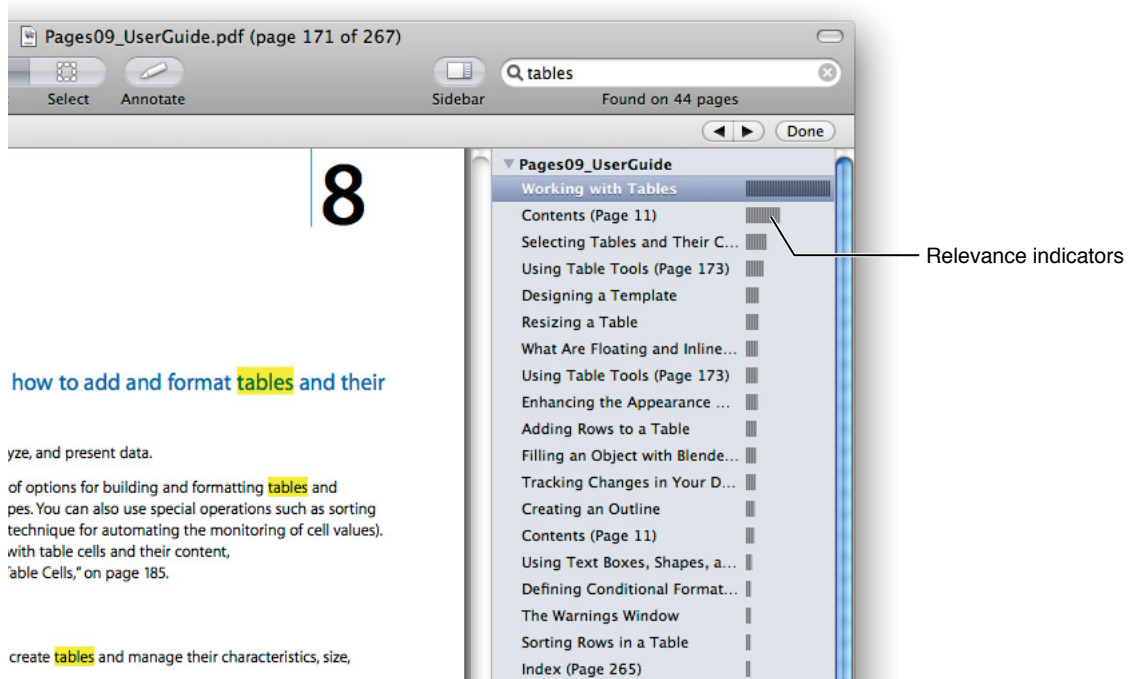 Pages09_UserGuide.pdf (page 171 of 267)
tables
Select Annotate Sidebar Found on 44 pages
Done
8
how to add and format tables and their
yze, and present data.
of options for building and formatting tables and
pes. You can also use special operations such as sorting
technique for automating the monitoring of cell values).
with table cells and their content,
able Cells," on page 185.
create tables and manage their characteristics, size,
Pages09_UserGuide
Working with Tables
Contents (Page 11)
Selecting Tables and Their C...
Using Table Tools (Page 173)
Designing a Template
Resizing a Table
What Are Floating and Inline...
Using Table Tools (Page 173)
Enhancing the Appearance ...
Adding Rows to a Table
Filling an Object with Blende...
Tracking Changes in Your D...
Creating an Outline
Contents (Page 11)
Using Text Boxes, Shapes, a...
Defining Conditional Format...
The Warnings Window
Sorting Rows in a Table
Index (Page 265)
Relevance indicators